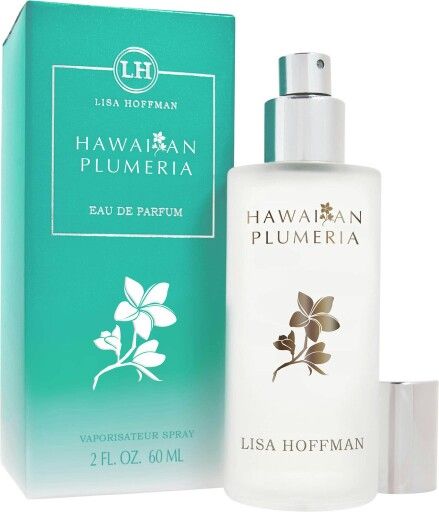 LH
LISA HOFFMAN
HAWAIIAN
PLUMERIA
EAU DE PARFUM
VAPORISATEUR SPRAY
2 FL. OZ. 60 ML
HAWAIIAN
PLUMERIA
LISA HOFFMAN